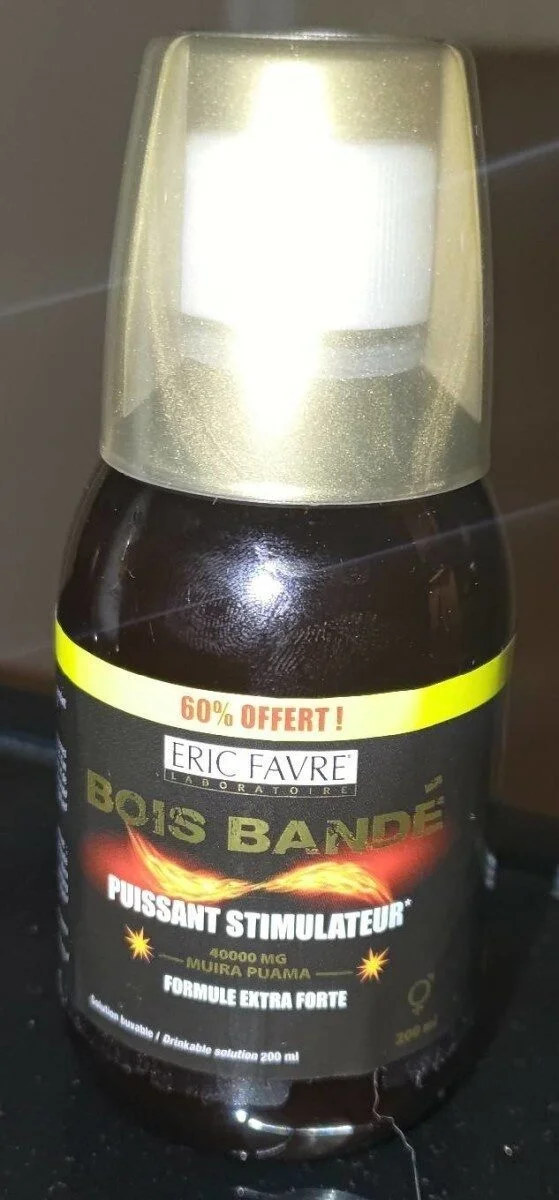 60% OFFERT !
ERIC FAVRE®
LABORATOIRE
BOIS BANDÉ
PUISSANT STIMULATEUR*
40000 MG
MUIRA PUAMA
FORMULE EXTRA FORTE
200 ml
Solution buvable / Drinkable solution 200 ml